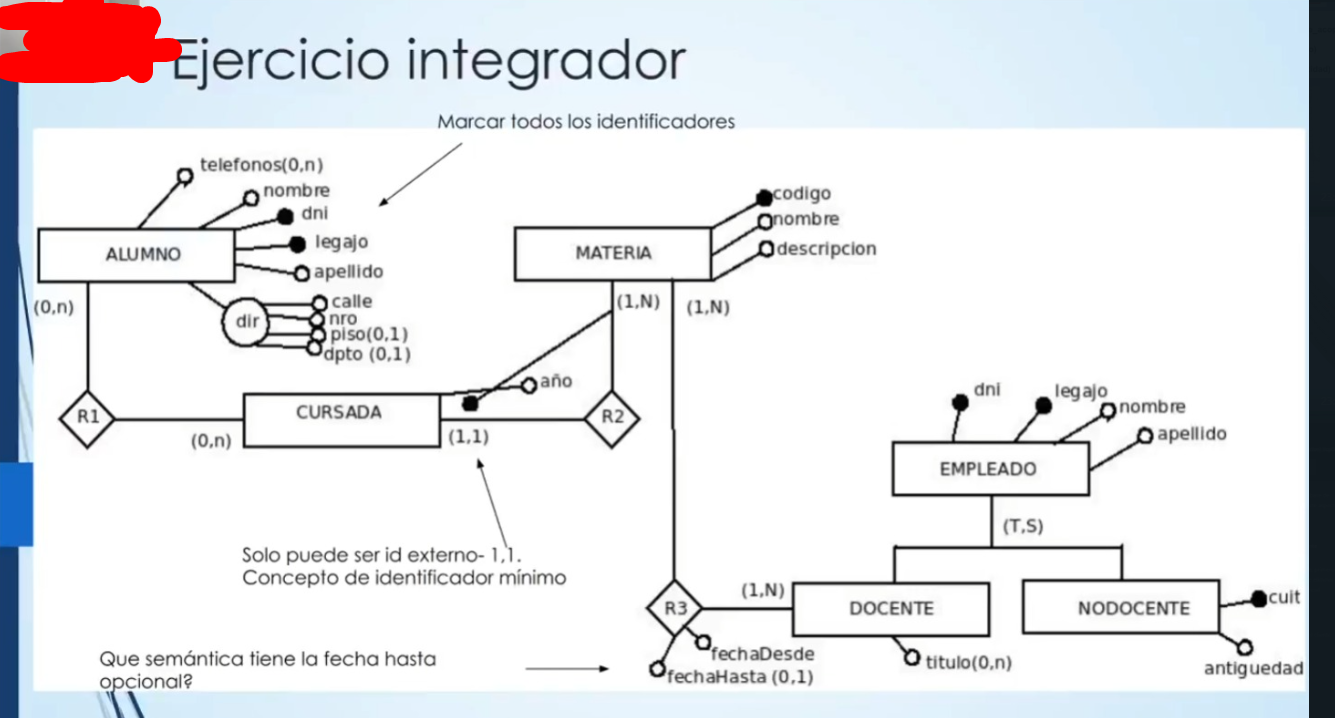 Ejercicio integrador
Marcar todos los identificadores
telefonos(0,n)
nombre
dni
legajo
apellido
ALUMNO
dir
calle
nro
piso(0,1)
dpto (0,1)
(0,n)
R1
(0,n)
CURSADA
año
(1,1)
R2
MATERIA
codigo
nombre
descripcion
(1,N)
(1,N)
dni
legajo
nombre
apellido
EMPLEADO
(T,S)
Solo puede ser id externo- 1,1.
Concepto de identificador mínimo
R3
(1,N)
DOCENTE
NODOCENTE
cuit
antiguedad
titulo(0,n)
fechaDesde
fechaHasta (0,1)
Que semántica tiene la fecha hasta
opcional?